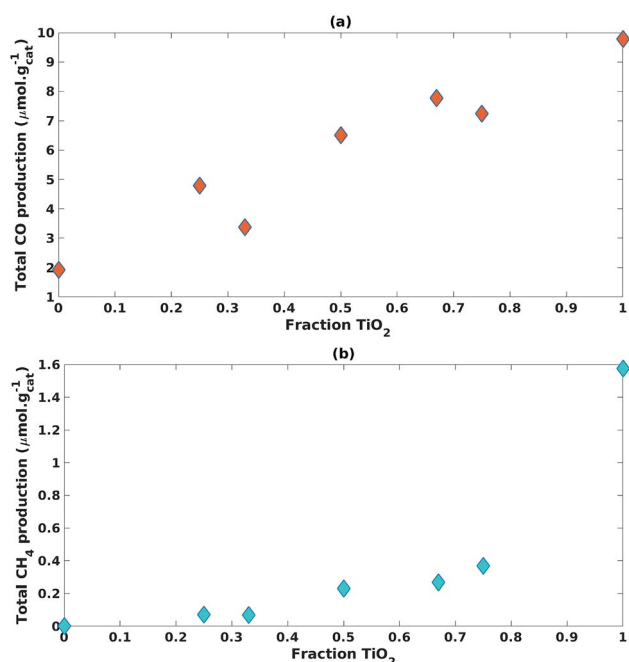 (a)
Total CO production (μmol.g⁻¹cat)
10
9
8
7
6
5
4
3
2
1
0 0.1 0.2 0.3 0.4 0.5 0.6 0.7 0.8 0.9 1
Fraction TiO₂
(b)
Total CH₄ production (μmol.g⁻¹cat)
1.6
1.4
1.2
1
0.8
0.6
0.4
0.2
0
0 0.1 0.2 0.3 0.4 0.5 0.6 0.7 0.8 0.9 1
Fraction TiO₂